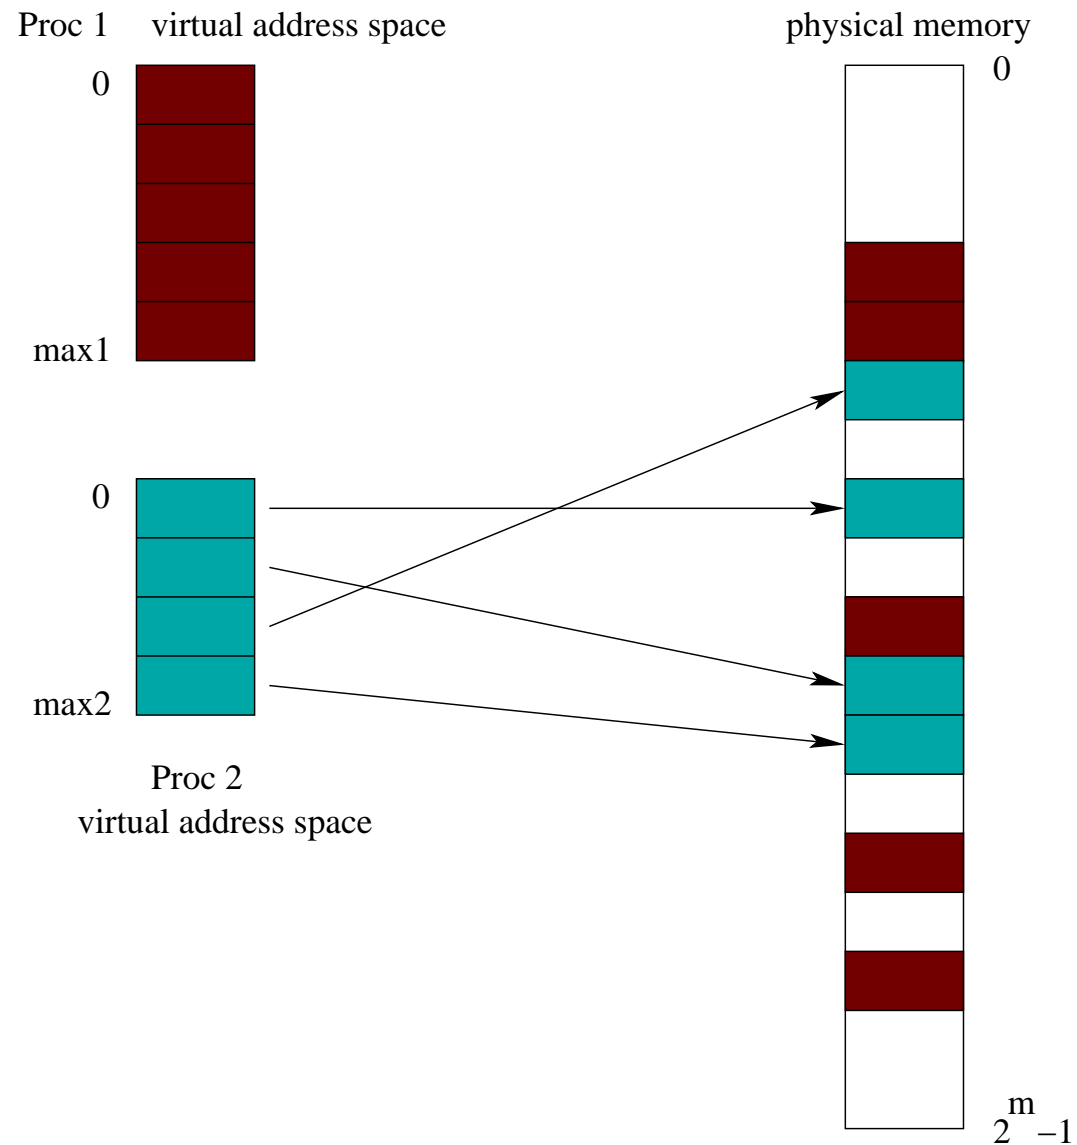 Proc 1 virtual address space
physical memory
0
0
max1
0
max2
Proc 2
virtual address space
2^m −1